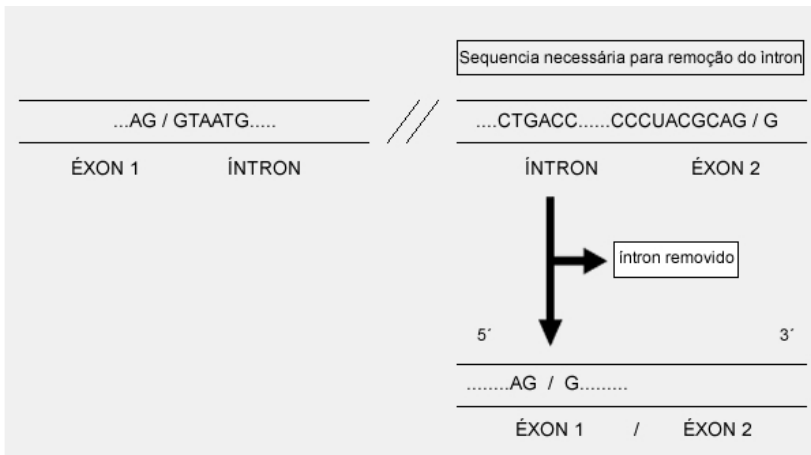 Sequencia necessária para remoção do ìntron
...AG / GTAATG.....
....CTGACC......CCCUACGCAG / G
ÉXON 1 ÍNTRON
ÍNTRON ÉXON 2
íntron removido
5´ 3´
........AG / G.........
ÉXON 1 / ÉXON 2